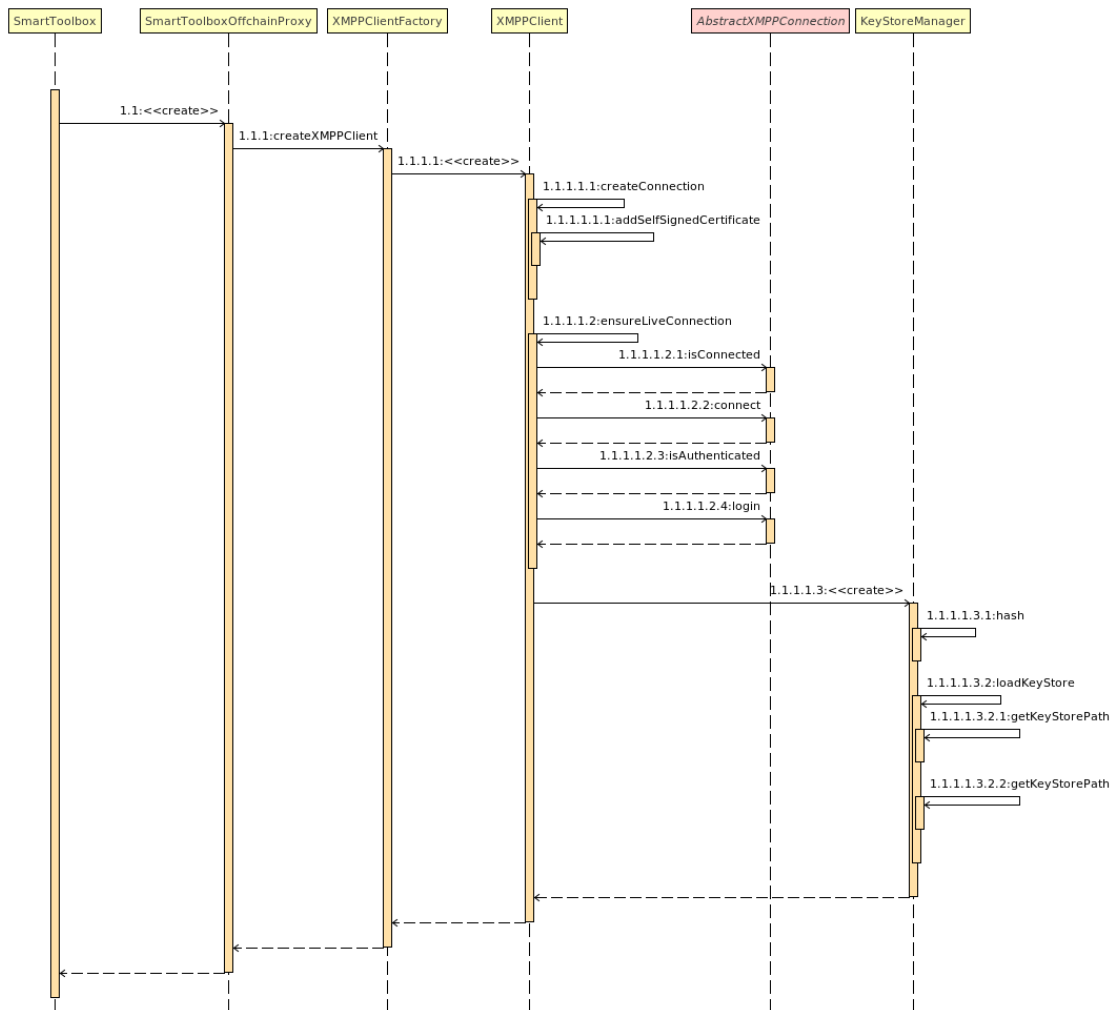 SmartToolbox
SmartToolboxOffchainProxy
XMPPClientFactory
XMPPClient
AbstractXMPPConnection
KeyStoreManager
1.1:<<create>>
1.1.1:createXMPPClient
1.1.1.1:<<create>>
1.1.1.1.1:createConnection
1.1.1.1.1.1:addSelfSignedCertificate
1.1.1.1.2:ensureLiveConnection
1.1.1.1.2.1:isConnected
1.1.1.1.2.2:connect
1.1.1.1.2.3:isAuthenticated
1.1.1.1.2.4:login
1.1.1.1.3:<<create>>
1.1.1.1.3.1:hash
1.1.1.1.3.2:loadKeyStore
1.1.1.1.3.2.1:getKeyStorePath
1.1.1.1.3.2.2:getKeyStorePath